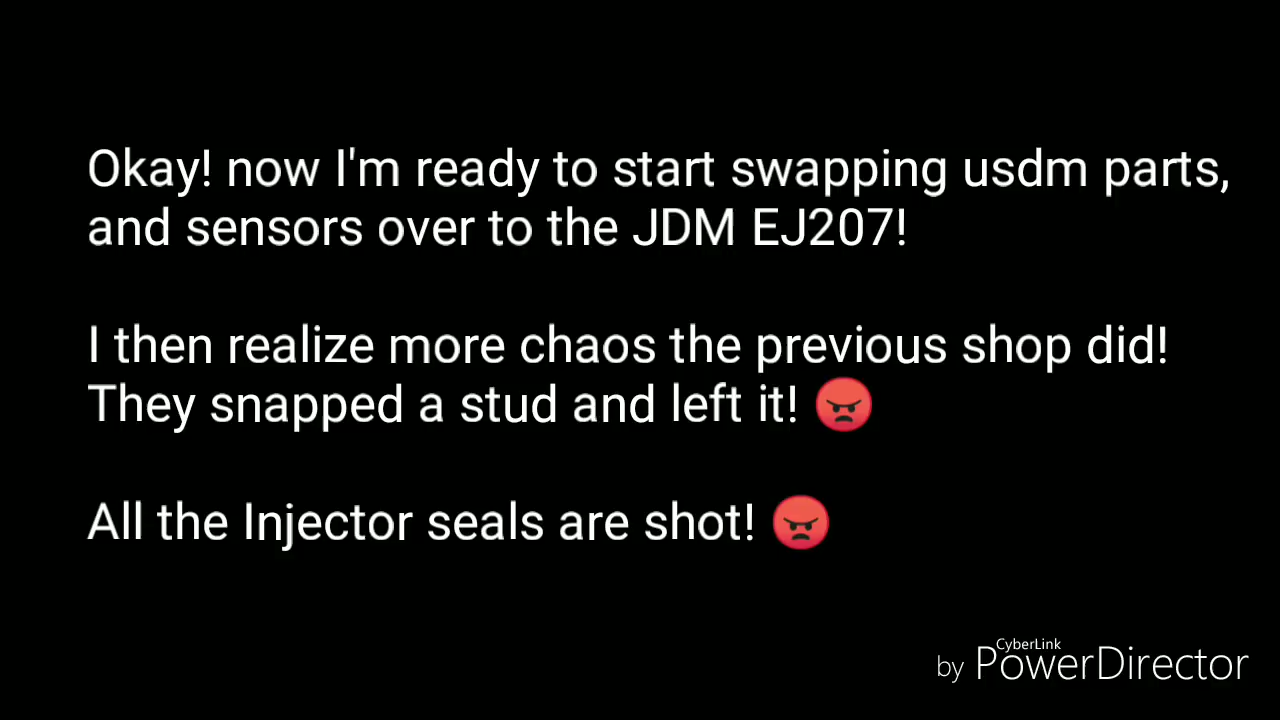 Okay! now I'm ready to start swapping usdm parts,
and sensors over to the JDM EJ207!
I then realize more chaos the previous shop did!
They snapped a stud and left it! 😡
All the Injector seals are shot! 😡
CyberLink
by PowerDirector